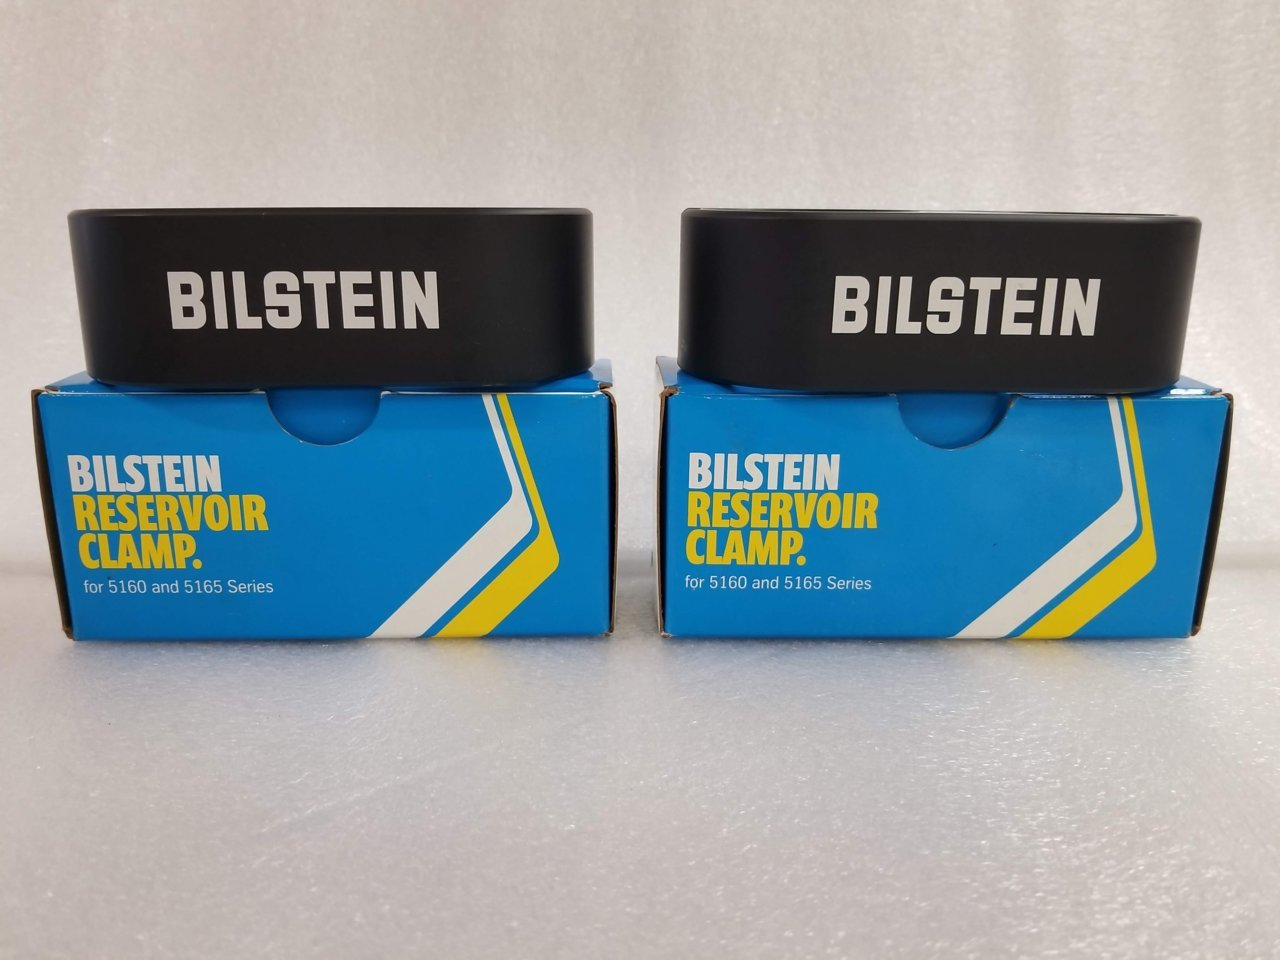 BILSTEIN
BILSTEIN
BILSTEIN
RESERVOIR
CLAMP.
for 5160 and 5165 Series
BILSTEIN
RESERVOIR
CLAMP.
for 5160 and 5165 Series